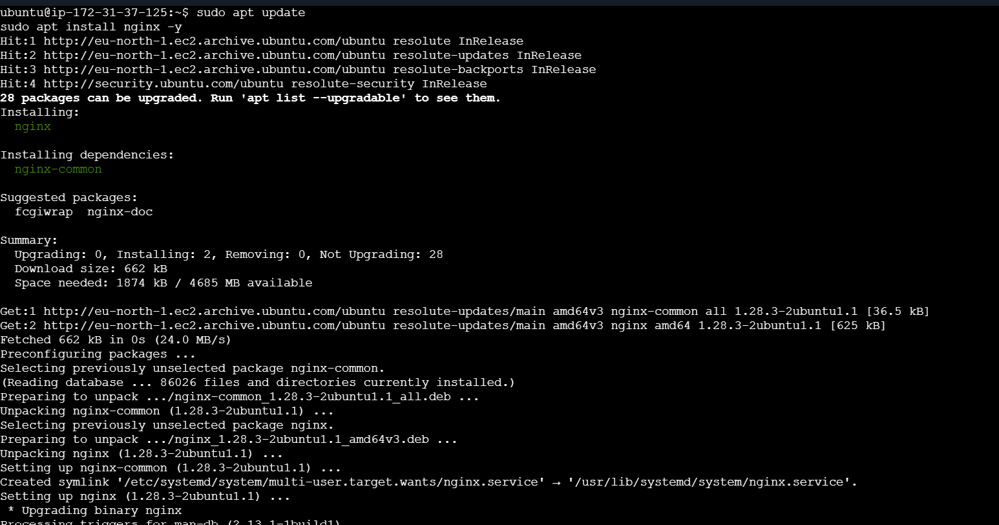 ubuntu@ip-172-31-37-125:~$ sudo apt update
sudo apt install nginx -y
Hit:1 http://eu-north-1.ec2.archive.ubuntu.com/ubuntu resolute InRelease
Hit:2 http://eu-north-1.ec2.archive.ubuntu.com/ubuntu resolute-updates InRelease
Hit:3 http://eu-north-1.ec2.archive.ubuntu.com/ubuntu resolute-backports InRelease
Hit:4 http://security.ubuntu.com/ubuntu resolute-security InRelease
28 packages can be upgraded. Run 'apt list --upgradable' to see them.
Installing:
  nginx

Installing dependencies:
  nginx-common

Suggested packages:
  fcgiwrap  nginx-doc

Summary:
  Upgrading: 0, Installing: 2, Removing: 0, Not Upgrading: 28
  Download size: 662 kB
  Space needed: 1874 kB / 4685 MB available

Get:1 http://eu-north-1.ec2.archive.ubuntu.com/ubuntu resolute-updates/main amd64v3 nginx-common all 1.28.3-2ubuntu1.1 [36.5 kB]
Get:2 http://eu-north-1.ec2.archive.ubuntu.com/ubuntu resolute-updates/main amd64v3 nginx amd64 1.28.3-2ubuntu1.1 [625 kB]
Fetched 662 kB in 0s (24.0 MB/s)
Preconfiguring packages ...
Selecting previously unselected package nginx-common.
(Reading database ... 86026 files and directories currently installed.)
Preparing to unpack .../nginx-common_1.28.3-2ubuntu1.1_all.deb ...
Unpacking nginx-common (1.28.3-2ubuntu1.1) ...
Selecting previously unselected package nginx.
Preparing to unpack .../nginx_1.28.3-2ubuntu1.1_amd64v3.deb ...
Unpacking nginx (1.28.3-2ubuntu1.1) ...
Setting up nginx-common (1.28.3-2ubuntu1.1) ...
Created symlink '/etc/systemd/system/multi-user.target.wants/nginx.service' → '/usr/lib/systemd/system/nginx.service'.
Setting up nginx (1.28.3-2ubuntu1.1) ...
 * Upgrading binary nginx
Processing triggers for man-db (2.13.1-1build1)